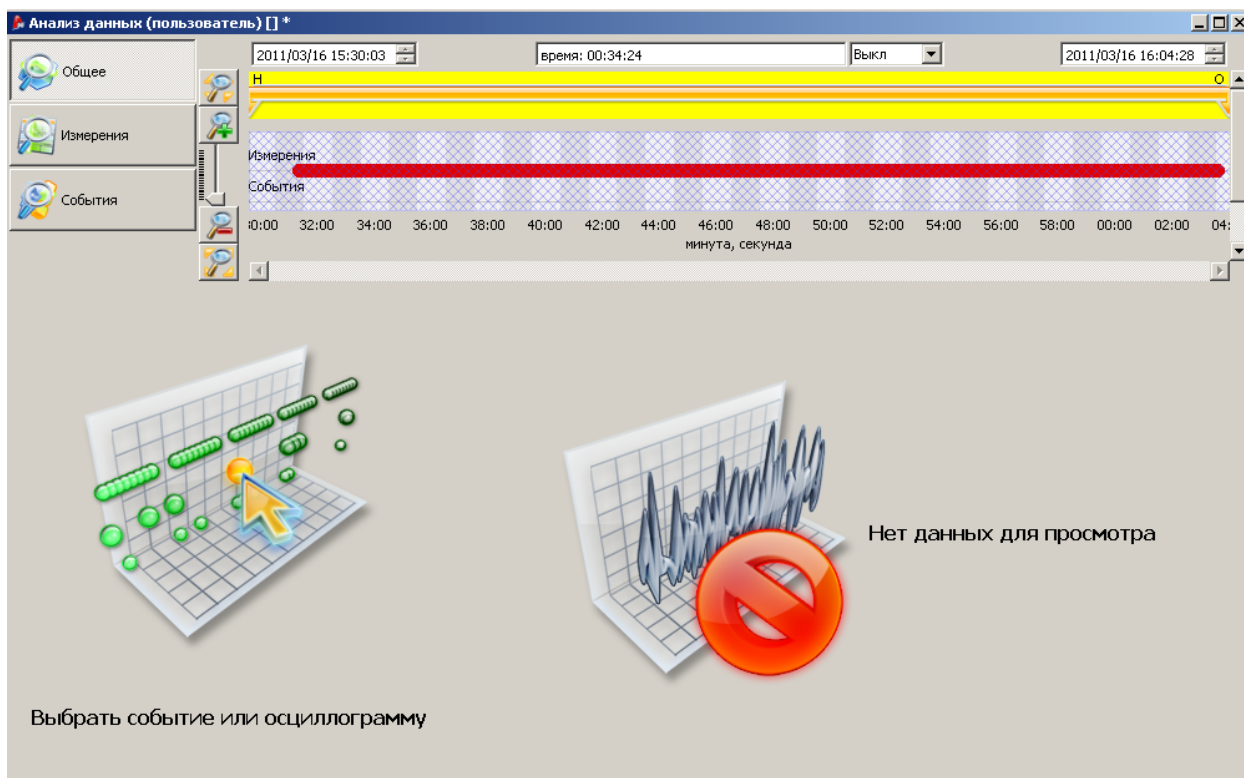 Анализ данных (пользователь) [] *
Общее
Измерения
События
2011/03/16 15:30:03
время: 00:34:24
Выкл
2011/03/16 16:04:28
Н О
Измерения
События
32:00 34:00 36:00 38:00 40:00 42:00 44:00 46:00 48:00 50:00 52:00 54:00 56:00 58:00 00:00 02:00 04:
минута, секунда
Нет данных для просмотра
Выбрать событие или осциллограмму